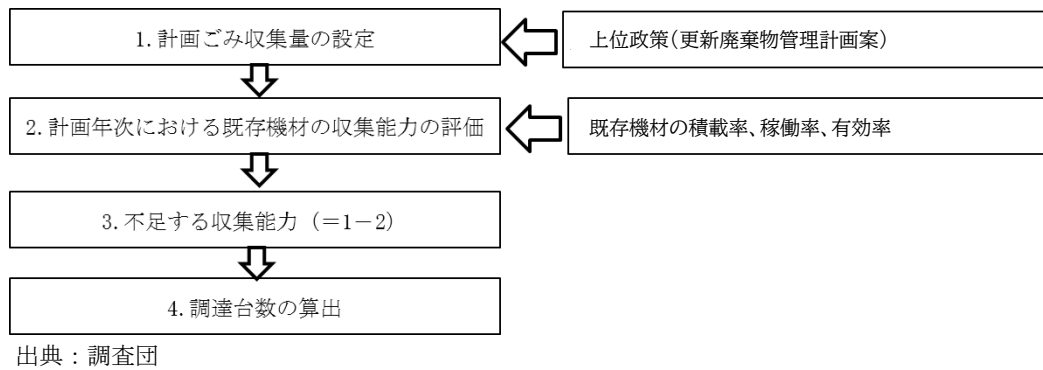 1.計画ごみ収集量の設定
上位政策(更新廃棄物管理計画案)
2.計画年次における既存機材の収集能力の評価
既存機材の積載率、稼働率、有効率
3.不足する収集能力（＝1－2）
4.調達台数の算出
出典：調査団